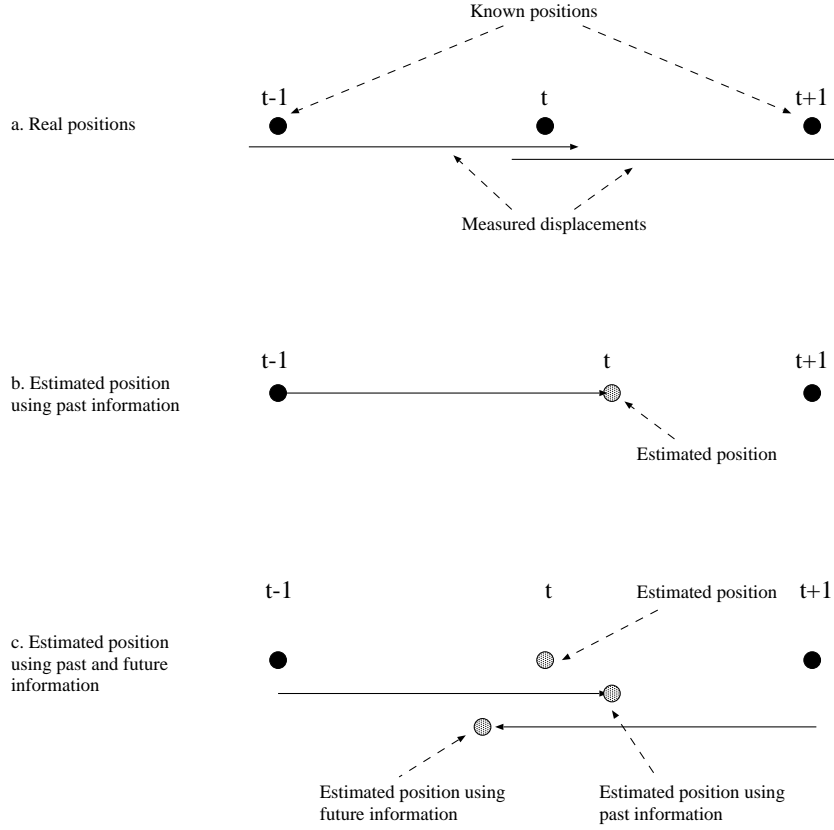 Known positions
t-1
t
t+1
a. Real positions
Measured displacements
t-1
t
t+1
b. Estimated position
using past information
Estimated position
t-1
t
t+1
Estimated position
c. Estimated position
using past and future
information
Estimated position using
future information
Estimated position using
past information